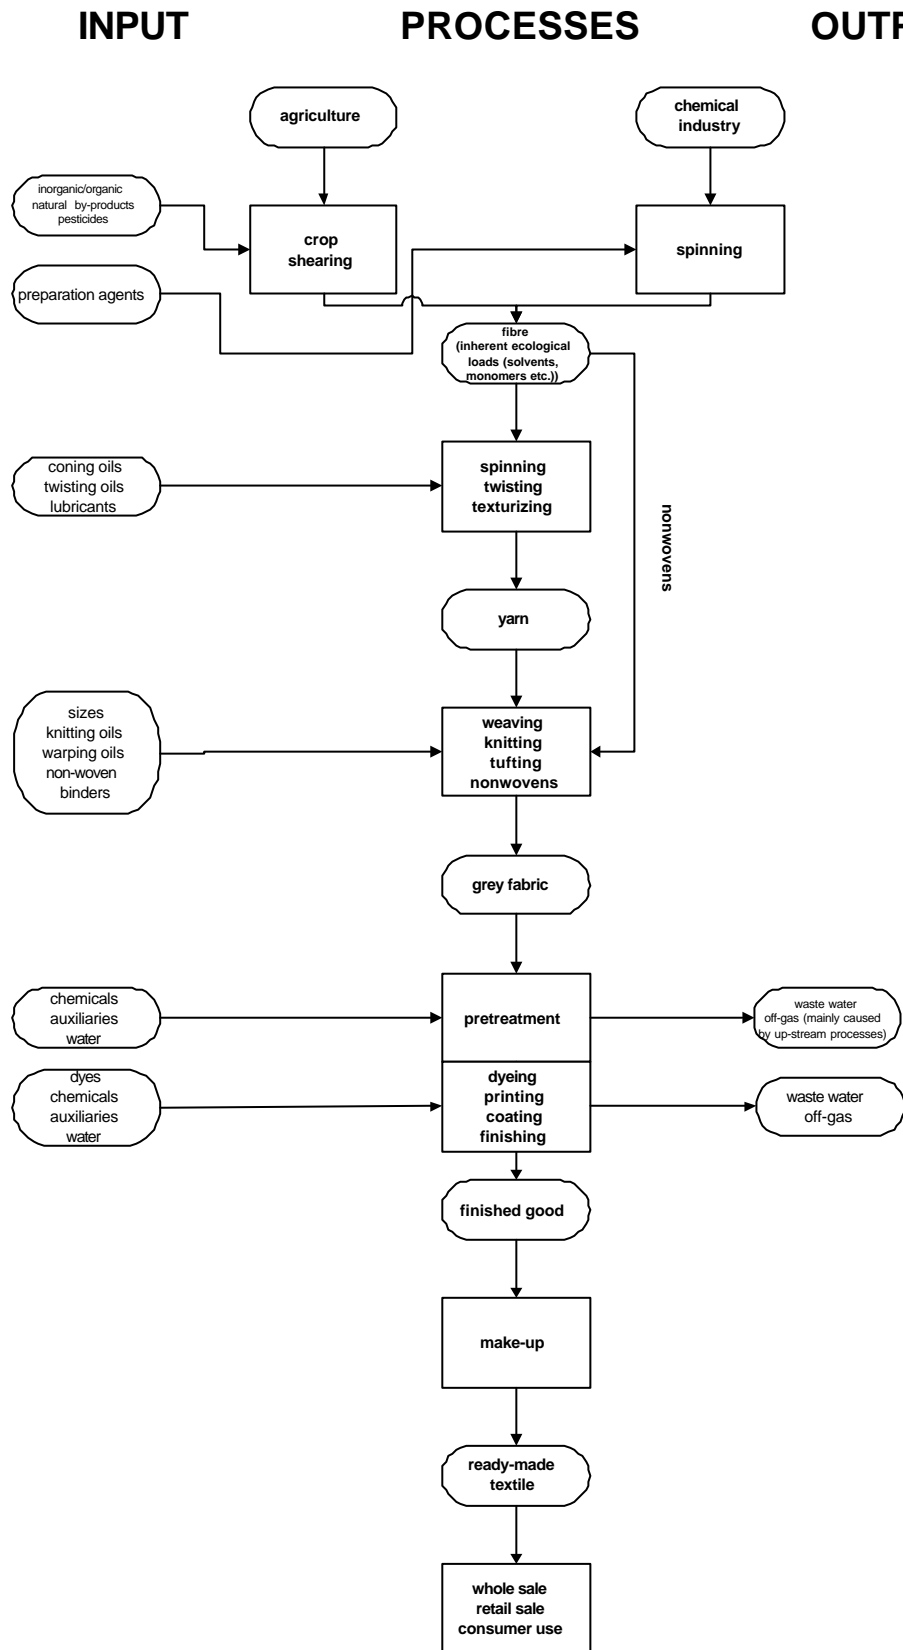 INPUT
PROCESSES
OUTP
agriculture
chemical
industry
inorganic/organic
natural by-products
pesticides
crop
shearing
spinning
preparation agents
fibre
(inherent ecological
loads (solvents,
monomers etc.))
coning oils
twisting oils
lubricants
spinning
twisting
texturizing
nonwovens
yarn
sizes
knitting oils
warping oils
non-woven
binders
weaving
knitting
tufting
nonwovens
grey fabric
chemicals
auxiliaries
water
pretreatment
waste water
off-gas (mainly caused
by up-stream processes)
dyes
chemicals
auxiliaries
water
dyeing
printing
coating
finishing
waste water
off-gas
finished good
make-up
ready-made
textile
whole sale
retail sale
consumer use